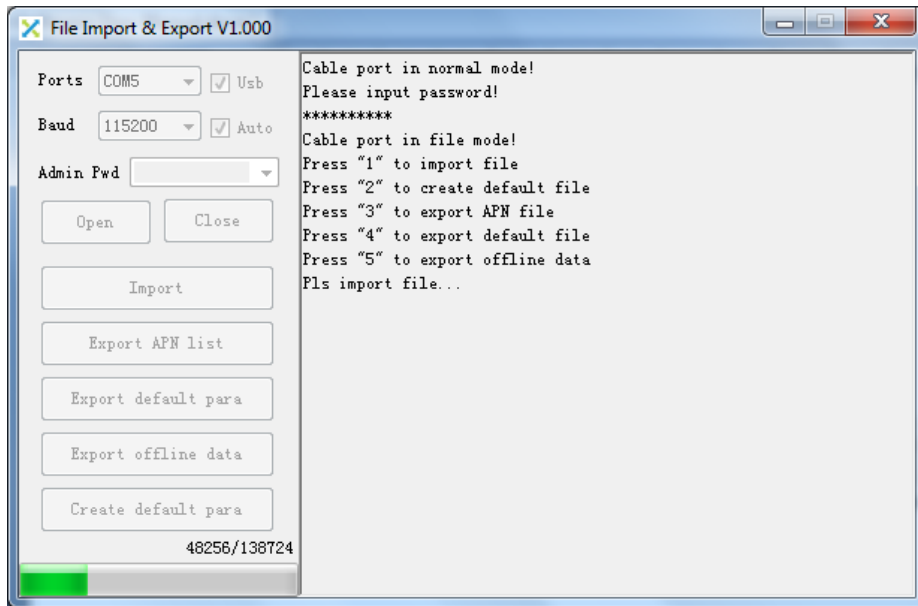 File Import & Export V1.000
Ports COM5 Usb
Baud 115200 Auto
Admin Pwd
Open Close
Import
Export APN list
Export default para
Export offline data
Create default para
48256/138724
Cable port in normal mode!
Please input password!
**********
Cable port in file mode!
Press "1" to import file
Press "2" to create default file
Press "3" to export APN file
Press "4" to export default file
Press "5" to export offline data
Pls import file...